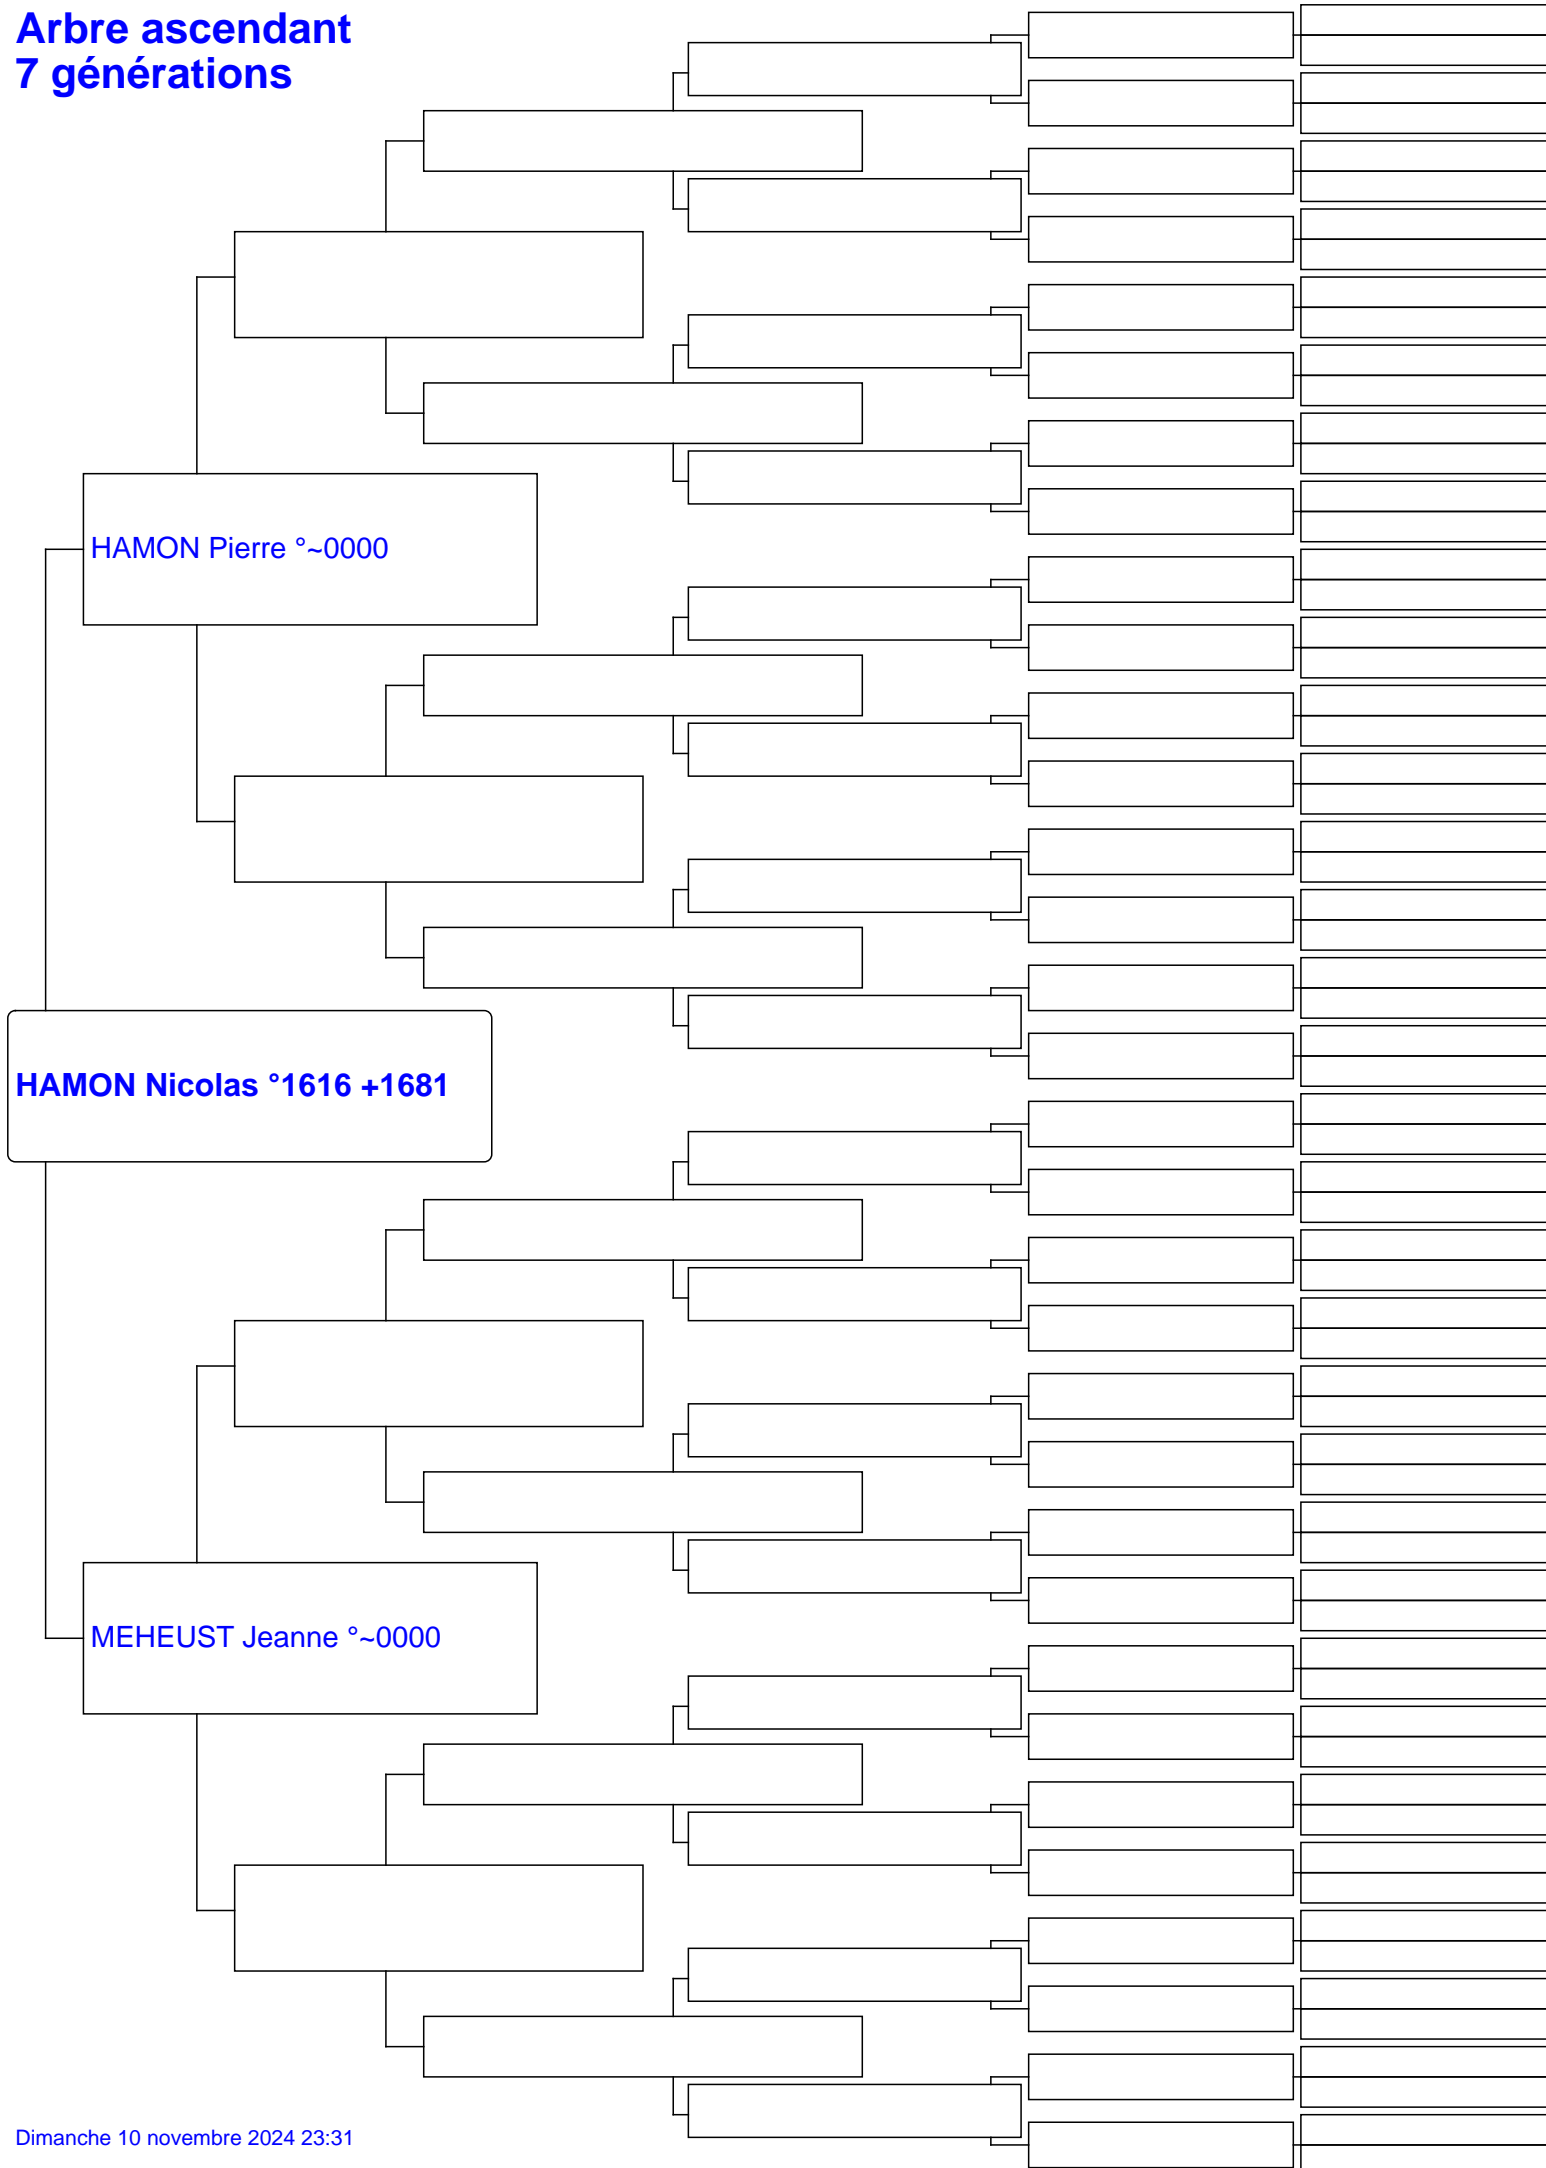 Arbre ascendant
7 générations
HAMON Pierre °~0000
HAMON Nicolas °1616 +1681
MEHEUST Jeanne °~0000
Dimanche 10 novembre 2024 23:31